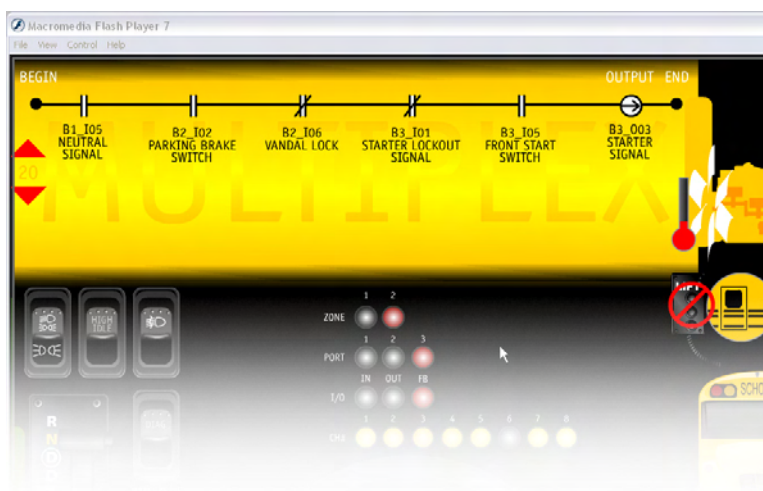 Macromedia Flash Player 7
File View Control Help
BEGIN
OUTPUT END
B1_I05
NEUTRAL
SIGNAL
B2_I02
PARKING BRAKE
SWITCH
B2_I06
VANDAL LOCK
B3_I01
STARTER LOCKOUT
SIGNAL
B3_I05
FRONT START
SWITCH
B3_O03
STARTER
SIGNAL
20
MULTIPLEX
HIGH
IDLE
1 2
ZONE
1 2 3
PORT
IN OUT FB
I/O
1 2 3 4 5 6 7 8
CH#
R
N
D
SCHO